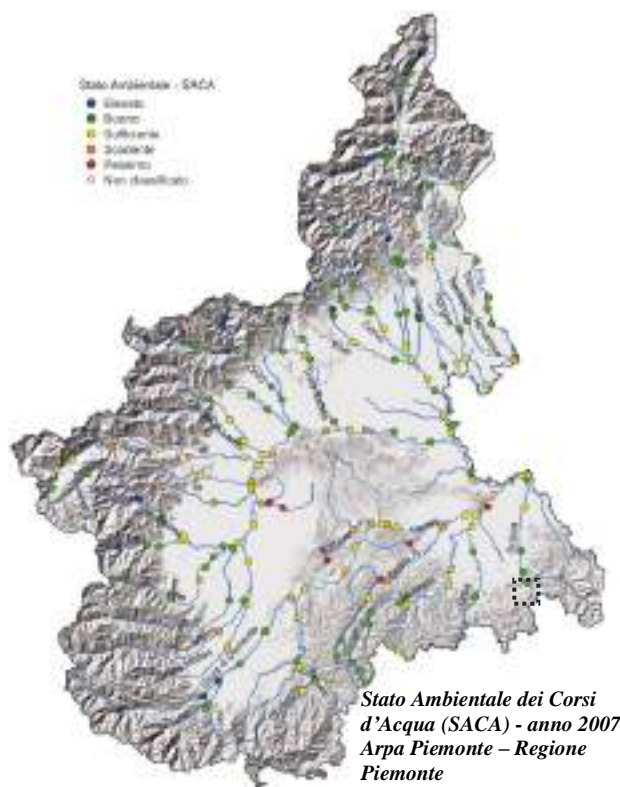 Stato Ambientale - SACA
Elevato
Buono
Sufficiente
Scadente
Pessimo
Non classificato
Stato Ambientale dei Corsi
d'Acqua (SACA) - anno 2007
Arpa Piemonte – Regione
Piemonte